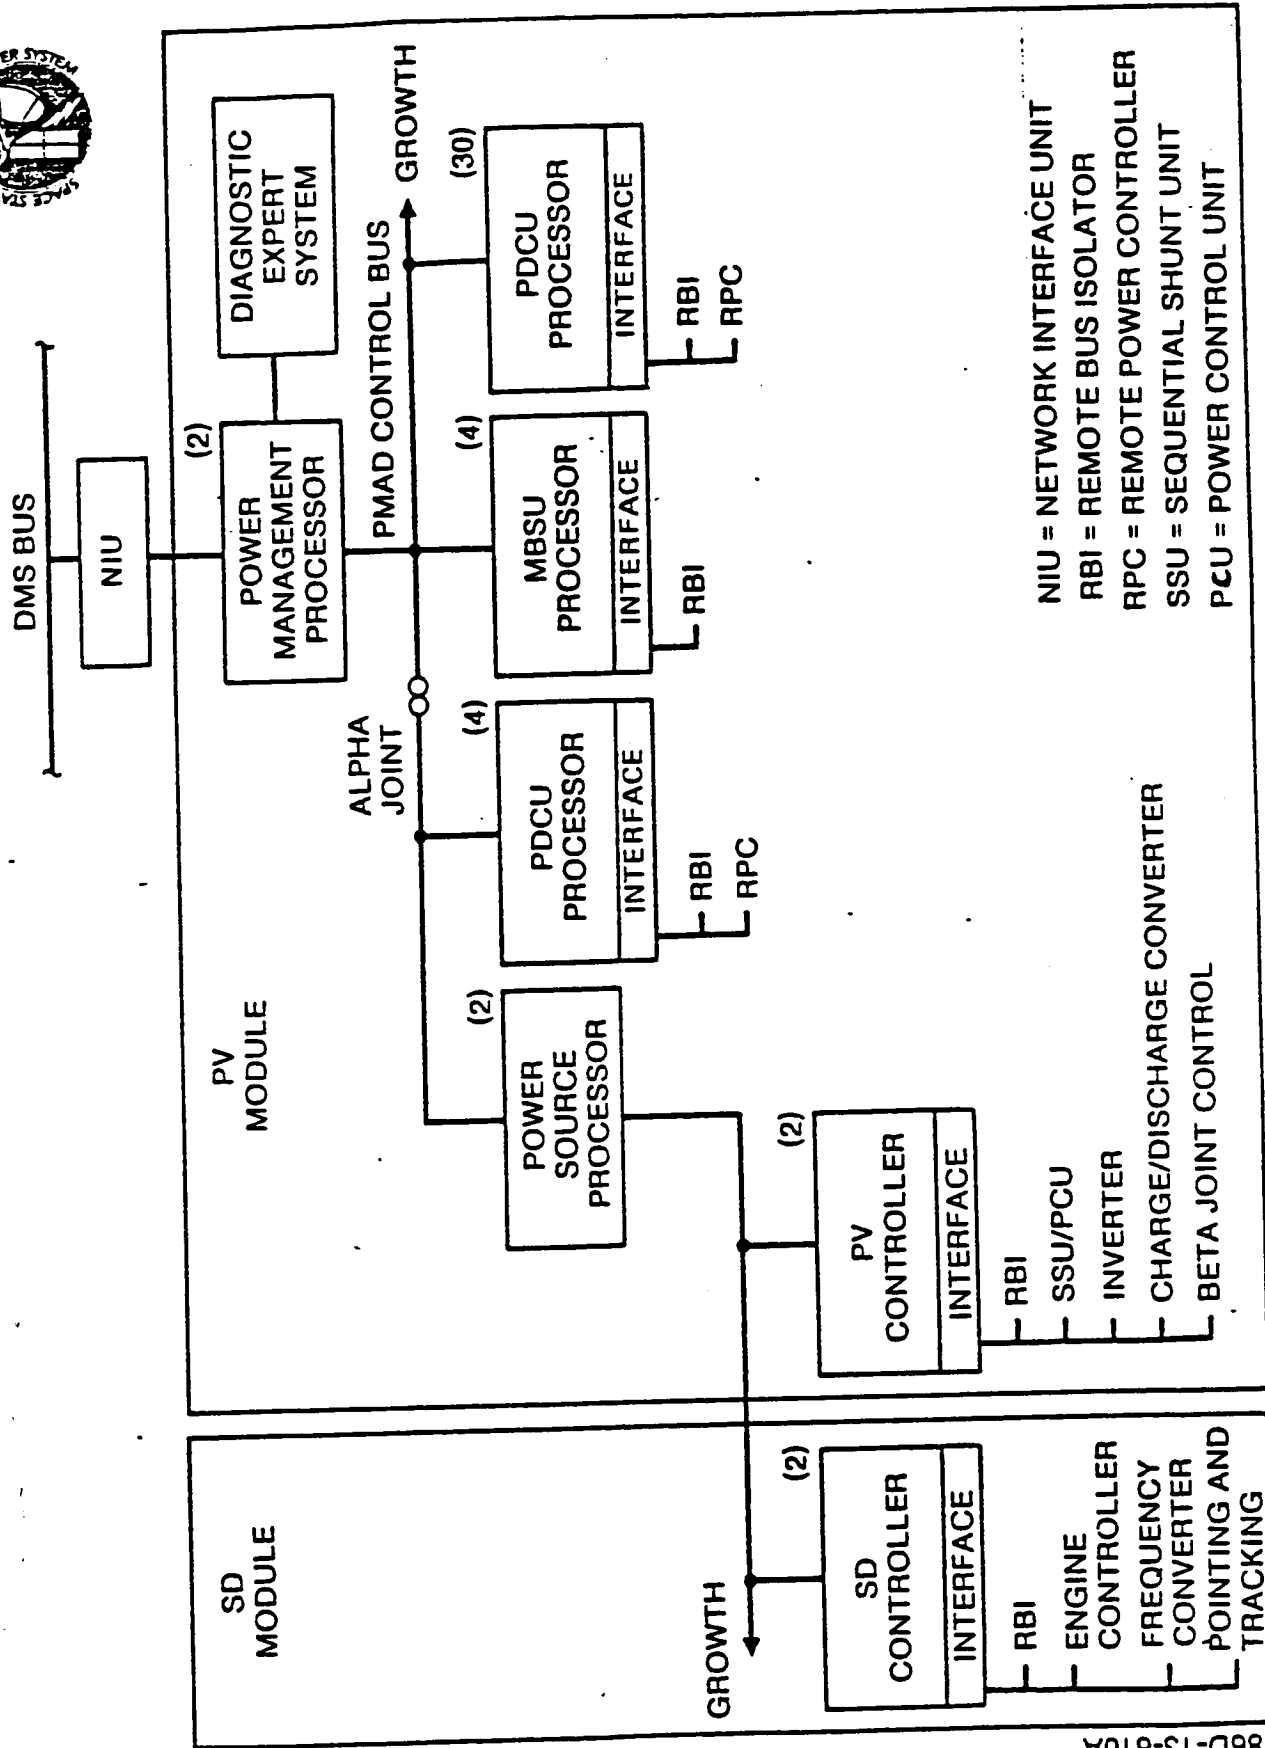 DMS BUS
NIU
POWER
MANAGEMENT
PROCESSOR
(2)
DIAGNOSTIC
EXPERT
SYSTEM
PMAD CONTROL BUS
GROWTH
ALPHA
JOINT
PV
MODULE
SD
MODULE
POWER
SOURCE
PROCESSOR
(2)
PDCU
PROCESSOR
(4)
INTERFACE
RBI
RPC
MBSU
PROCESSOR
(4)
INTERFACE
RBI
PDCU
PROCESSOR
(30)
INTERFACE
RBI
RPC
GROWTH
SD
CONTROLLER
(2)
INTERFACE
RBI
ENGINE
CONTROLLER
FREQUENCY
CONVERTER
POINTING AND
TRACKING
PV
CONTROLLER
(2)
INTERFACE
RBI
SSU/PCU
INVERTER
CHARGE/DISCHARGE CONVERTER
BETA JOINT CONTROL
NIU = NETWORK INTERFACE UNIT
RBI = REMOTE BUS ISOLATOR
RPC = REMOTE POWER CONTROLLER
SSU = SEQUENTIAL SHUNT UNIT
PCU = POWER CONTROL UNIT